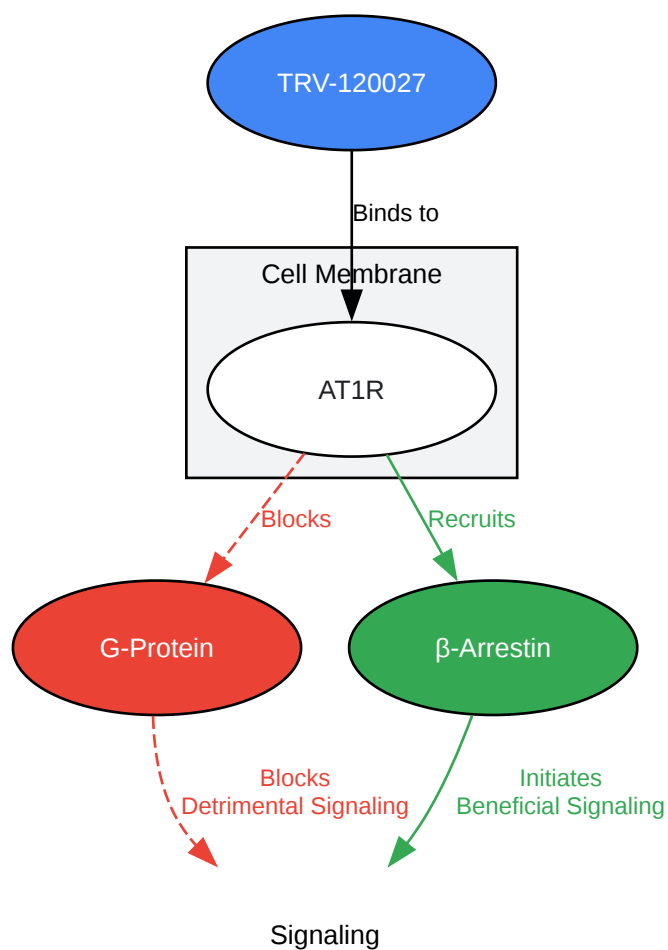 TRV-120027
Binds to
Cell Membrane
AT1R
Blocks
Recruits
G-Protein
β-Arrestin
Blocks
Detrimental Signaling
Initiates
Beneficial Signaling
Signaling